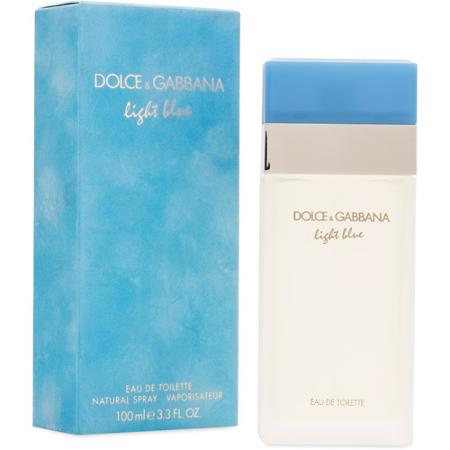 DOLCE & GABBANA
light blue
EAU DE TOILETTE
NATURAL SPRAY VAPORISATEUR
100 ml ℮ 3.3 FL. OZ.
DOLCE & GABBANA
light blue
EAU DE TOILETTE